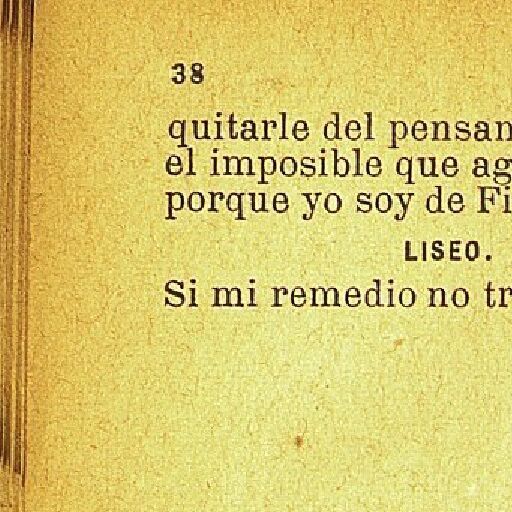 38
quitarle del pensan
el imposible que ag
porque yo soy de Fi
LISEO.
Si mi remedio no tr